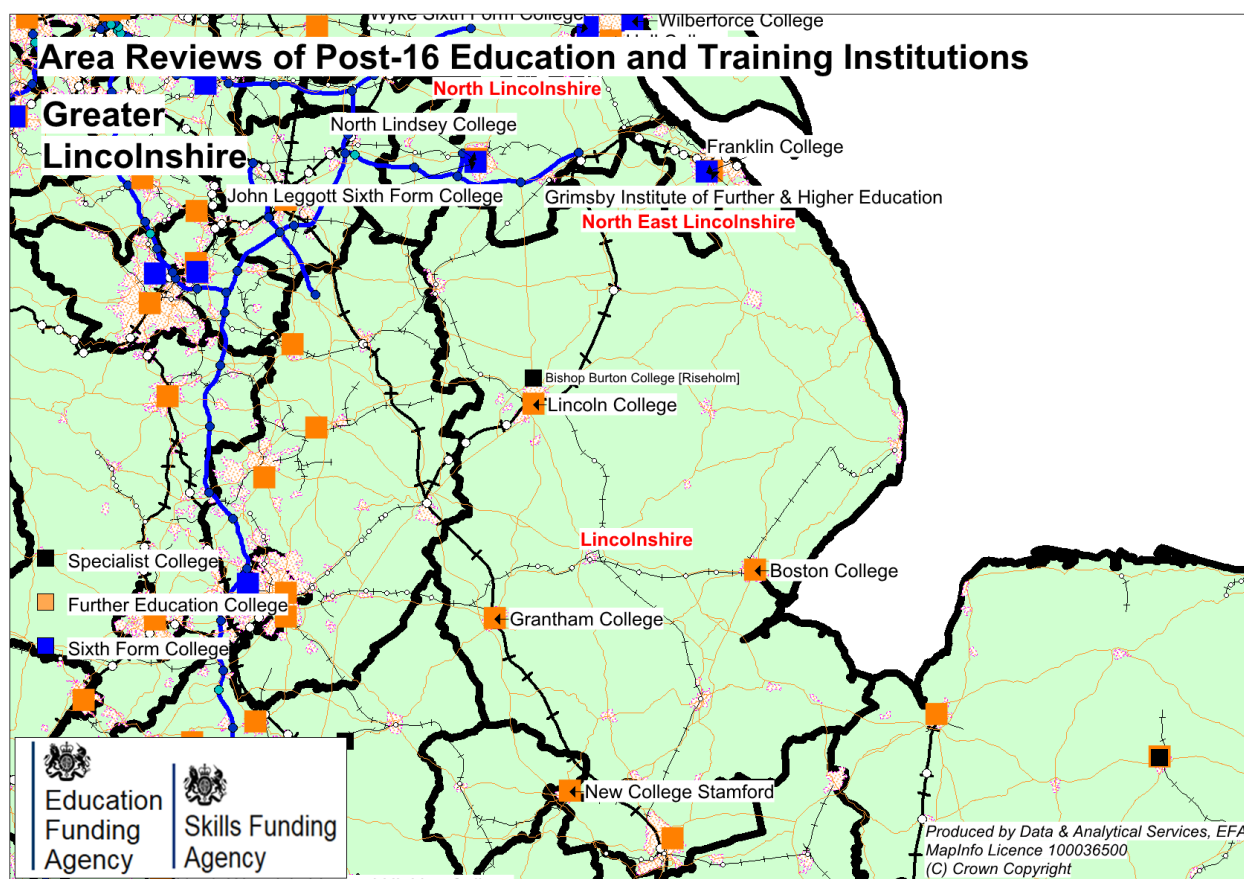 Wyke Sixth Form College
Wilberforce College
Area Reviews of Post-16 Education and Training Institutions
North Lincolnshire
Greater
Lincolnshire
North Lindsey College
Franklin College
John Leggott Sixth Form College
Grimsby Institute of Further & Higher Education
North East Lincolnshire
Bishop Burton College [Riseholm]
Lincoln College
Lincolnshire
Specialist College
Boston College
Further Education College
Grantham College
Sixth Form College
New College Stamford
Education
Funding
Agency
Skills Funding
Agency
Produced by Data & Analytical Services, EFA
MapInfo Licence 100036500
(C) Crown Copyright